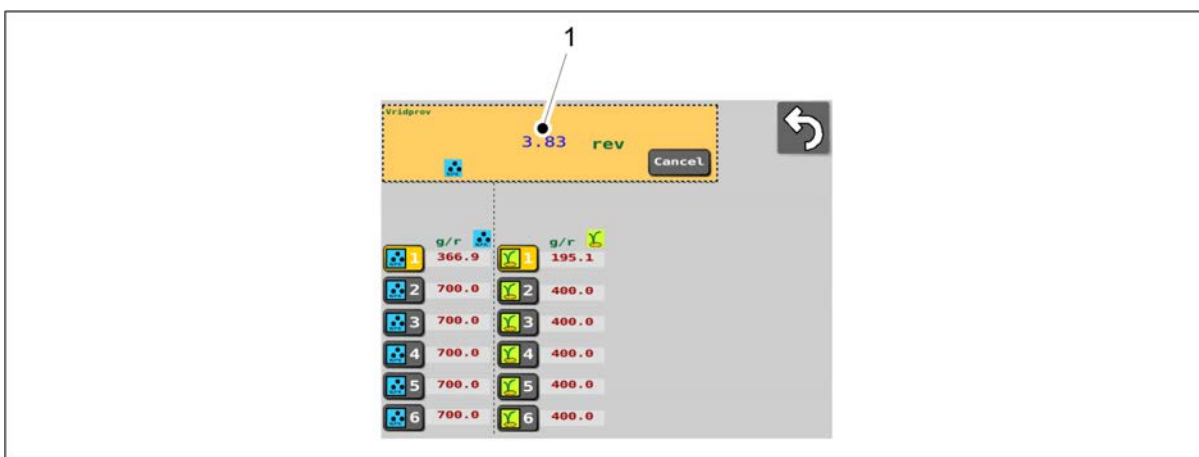 1
Vridprov
3.83 rev
Cancel
g/r g/r
1 366.9 1 195.1
2 700.0 2 400.0
3 700.0 3 400.0
4 700.0 4 400.0
5 700.0 5 400.0
6 700.0 6 400.0